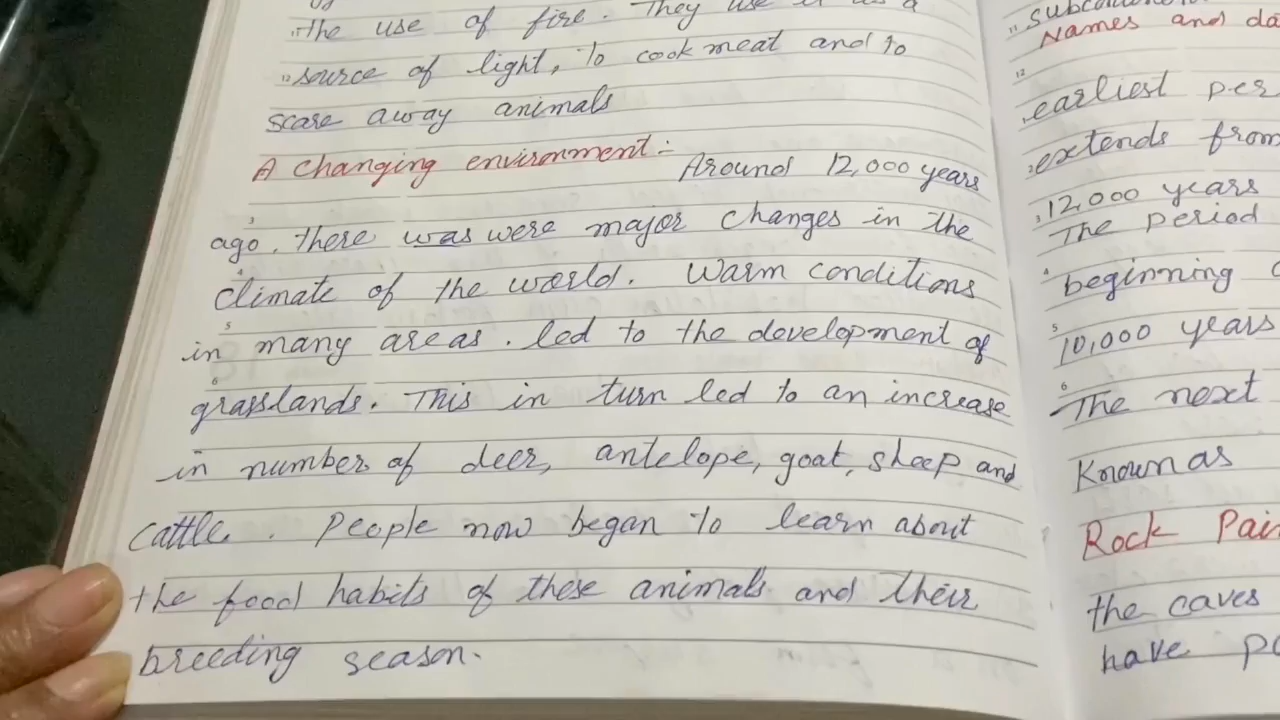 the use of fire. They use it as a
source of light, to cook meat and to
scare away animals
A changing environment:- Around 12,000 years
ago. there was were major changes in the
climate of the world. Warm conditions
in many areas. led to the development of
grasslands. This in turn led to an increase
in number of deer, antelope, goat, sheep and
cattle. People now began to learn about
the food habits of these animals and their
breeding season.
Names and da
earliest per
extends from
12,000 years
The period
beginning
10,000 years
The next
Known as
Rock Pai
the caves
have po